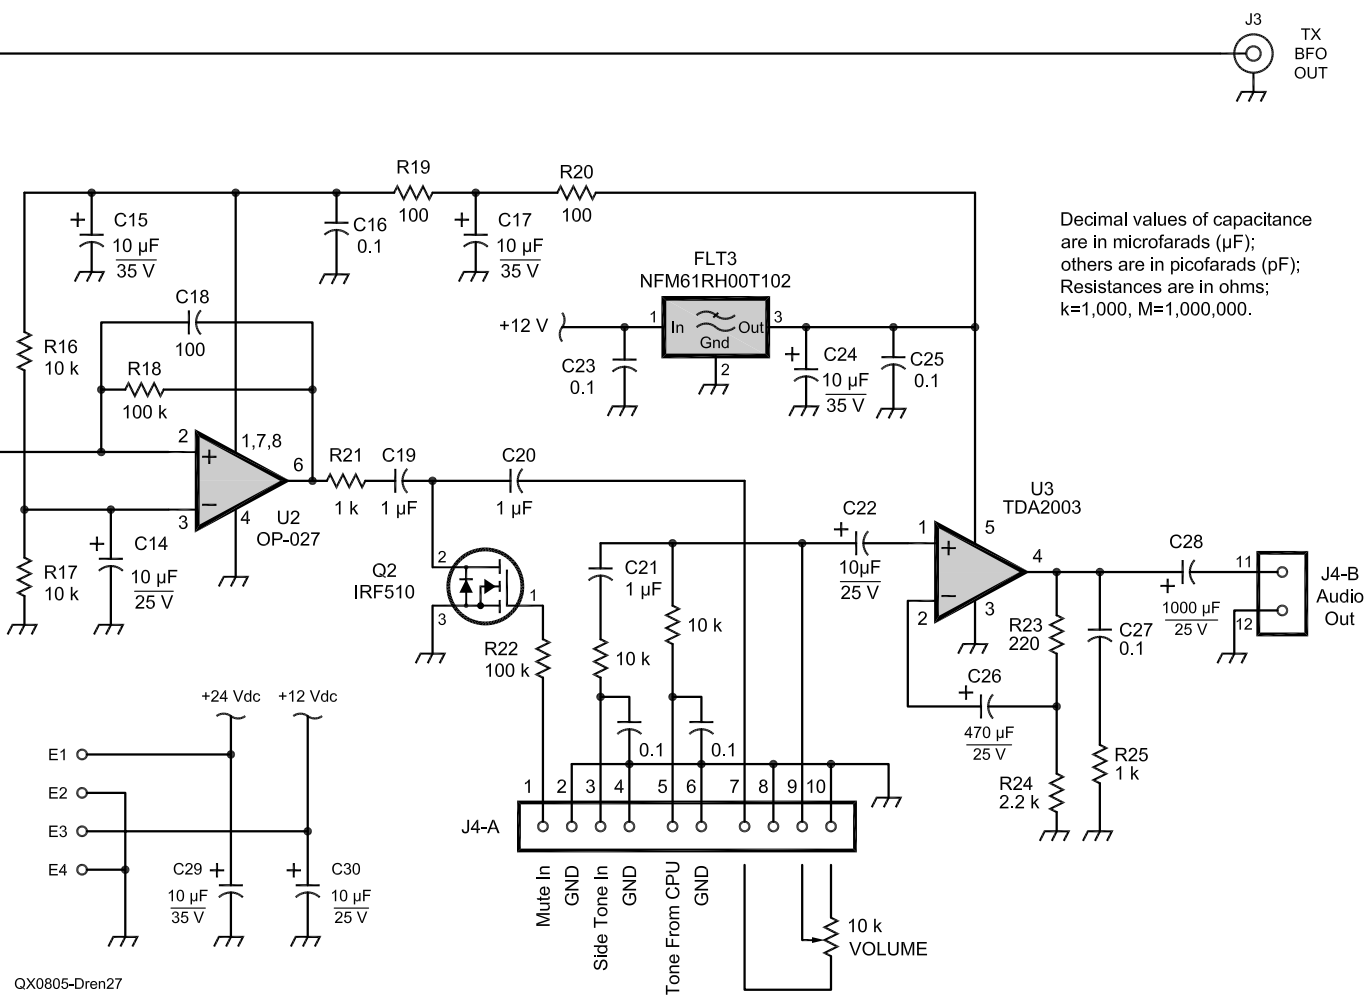 J3
TX
BFO
OUT
R19
100
R20
100
C15
+
10 µF
35 V
C16
0.1
C17
+
10 µF
35 V
Decimal values of capacitance
are in microfarads (µF);
others are in picofarads (pF);
Resistances are in ohms;
k=1,000, M=1,000,000.
FLT3
NFM61RH00T102
+12 V
1
In
Out
3
Gnd
2
C23
0.1
+
C24
10 µF
35 V
C25
0.1
C18
100
R16
10 k
R18
100 k
2
+
1,7,8
6
−
3
4
U2
OP-027
R21
1 k
C19
1 µF
C20
1 µF
R17
10 k
+
C14
10 µF
25 V
Q2
IRF510
2
1
3
R22
100 k
C21
1 µF
10 k
10 k
0.1
0.1
C22
+
10µF
25 V
U3
TDA2003
1
+
5
4
−
2
3
C28
+
1000 µF
25 V
11
12
J4-B
Audio
Out
R23
220
C27
0.1
C26
+
470 µF
25 V
R24
2.2 k
R25
1 k
+24 Vdc
+12 Vdc
E1
E2
E3
E4
C29
+
10 µF
35 V
+
C30
10 µF
25 V
1
2
3
4
5
6
7
8
9
10
J4-A
Mute In
GND
Side Tone In
GND
Tone From CPU
GND
10 k
VOLUME
QX0805-Dren27